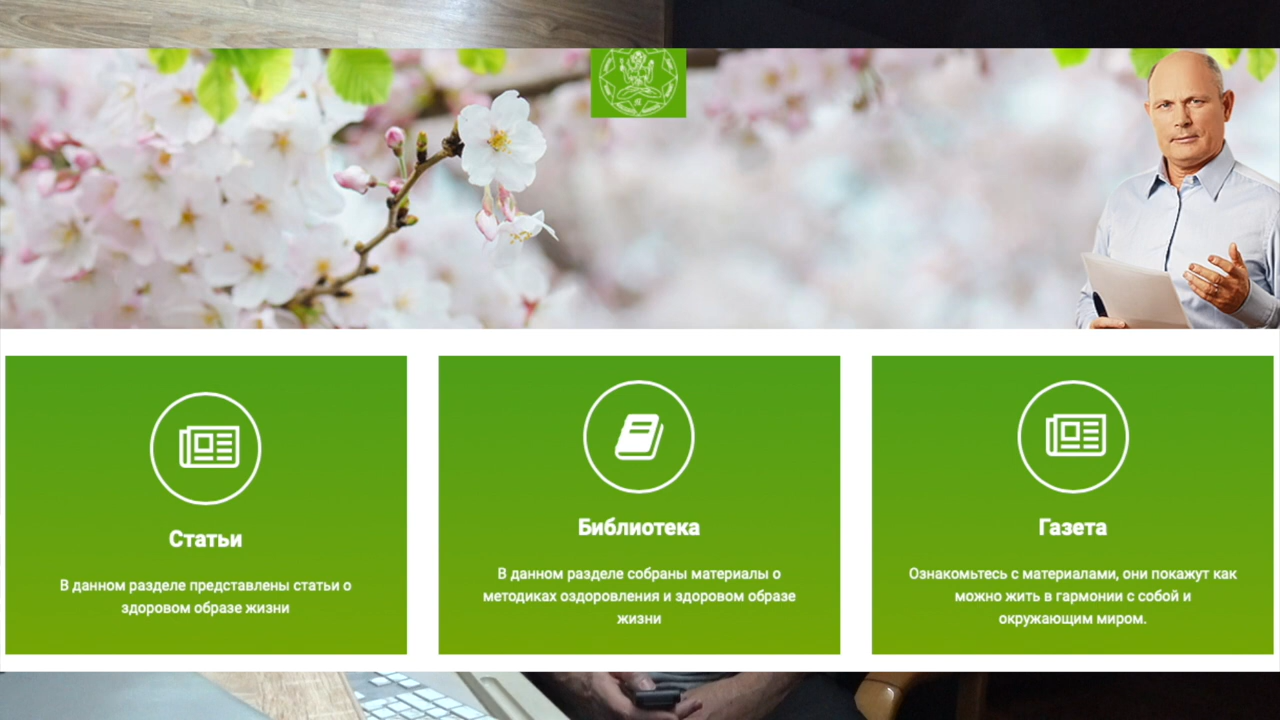 Статьи
В данном разделе представлены статьи о
здоровом образе жизни
Библиотека
В данном разделе собраны материалы о
методиках оздоровления и здоровом образе
жизни
Газета
Ознакомьтесь с материалами, они покажут как
можно жить в гармонии с собой и
окружающим миром.